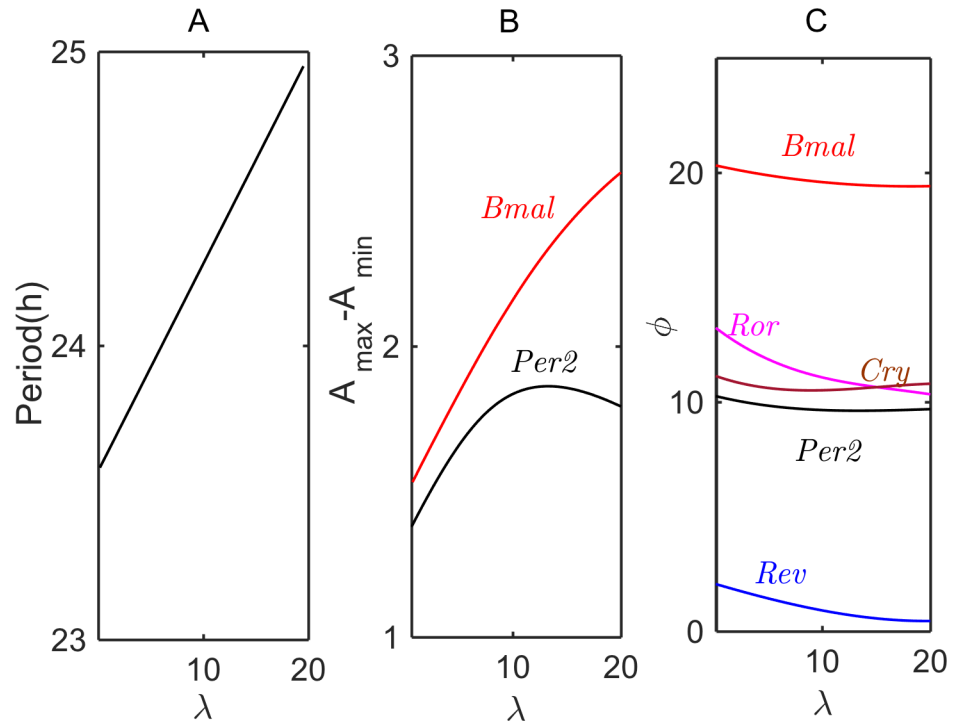 A
B
C
25
24
23
Period(h)
10
20
λ
3
2
1
A max-A min
Bmal
Per2
10
20
λ
20
10
0
ϕ
Bmal
Ror
Cry
Per2
Rev
10
20
λ